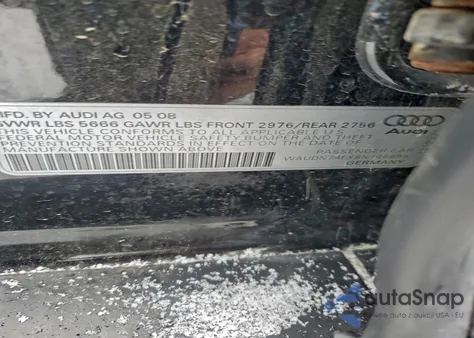 MFD. BY AUDI AG 05 08
GVWR LBS 5666 GAWR LBS FRONT 2976/REAR 2756
THIS VEHICLE CONFORMS TO ALL APPLICABLE
FEDERAL MOTOR VEHICLE SAFETY BUMPER AND THEFT
PREVENTION STANDARDS IN EFFECT ON THE DATE OF
MANUFACTURE SHOWN ABOVE.
Audi
PASSENGER CAR
GERMANY
autoSnap